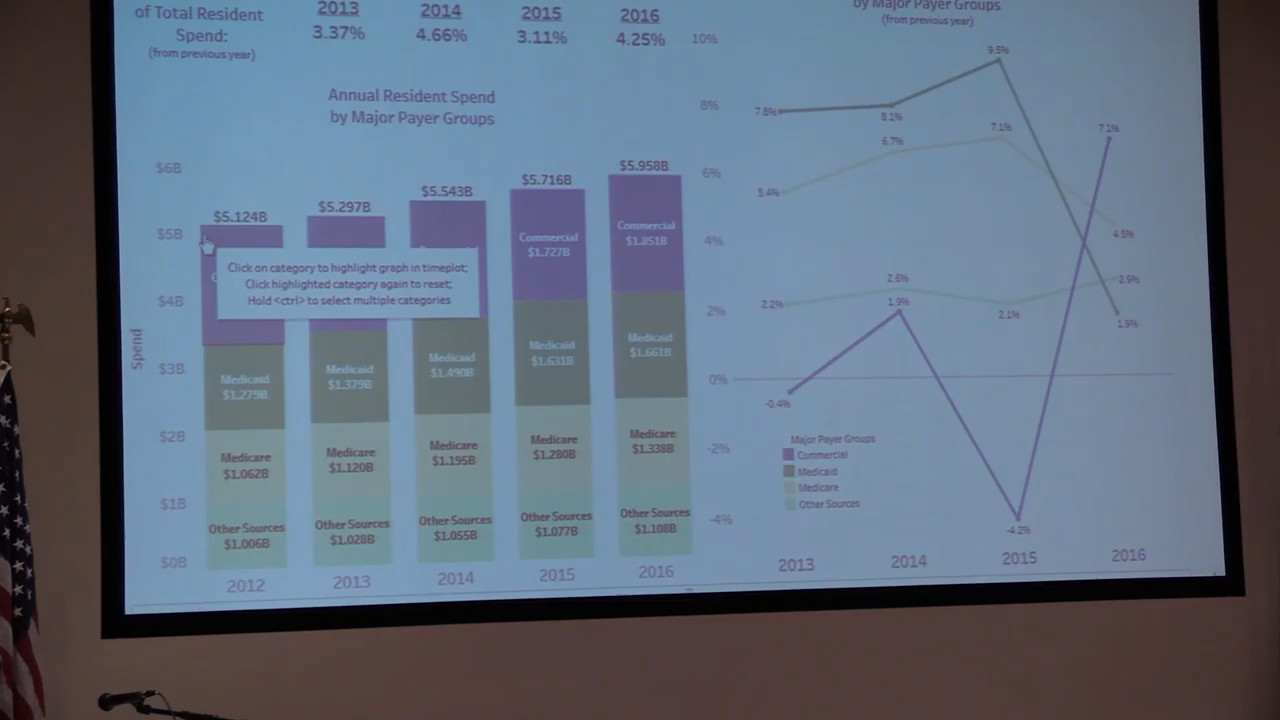 of Total Resident
Spend:
(from previous year)
2013
3.37%
2014
4.66%
2015
3.11%
2016
4.25%
Annual Resident Spend
by Major Payer Groups
Spend
$6B
$5B
$4B
$3B
$2B
$1B
$0B
$5.124B
Medicaid
$1.279B
Medicare
$1.062B
Other Sources
$1.006B
2012
$5.297B
Medicaid
$1.379B
Medicare
$1.120B
Other Sources
$1.028B
2013
$5.543B
Medicaid
$1.490B
Medicare
$1.195B
Other Sources
$1.055B
2014
$5.716B
Commercial
$1.727B
Medicaid
$1.631B
Medicare
$1.280B
Other Sources
$1.077B
2015
$5.958B
Commercial
$1.851B
Medicaid
$1.661B
Medicare
$1.338B
Other Sources
$1.108B
2016
Click on category to highlight graph in timeplot;
Click highlighted category again to reset;
Hold <ctrl> to select multiple categories
by Major Payer Groups
(from previous year)
10%
8%
6%
4%
2%
0%
-2%
-4%
7.8%
8.1%
9.5%
1.9%
5.4%
6.7%
7.1%
4.5%
2.2%
2.6%
2.1%
2.9%
-0.4%
1.9%
-4.2%
7.2%
Major Payer Groups
Commercial
Medicaid
Medicare
Other Sources
2013
2014
2015
2016